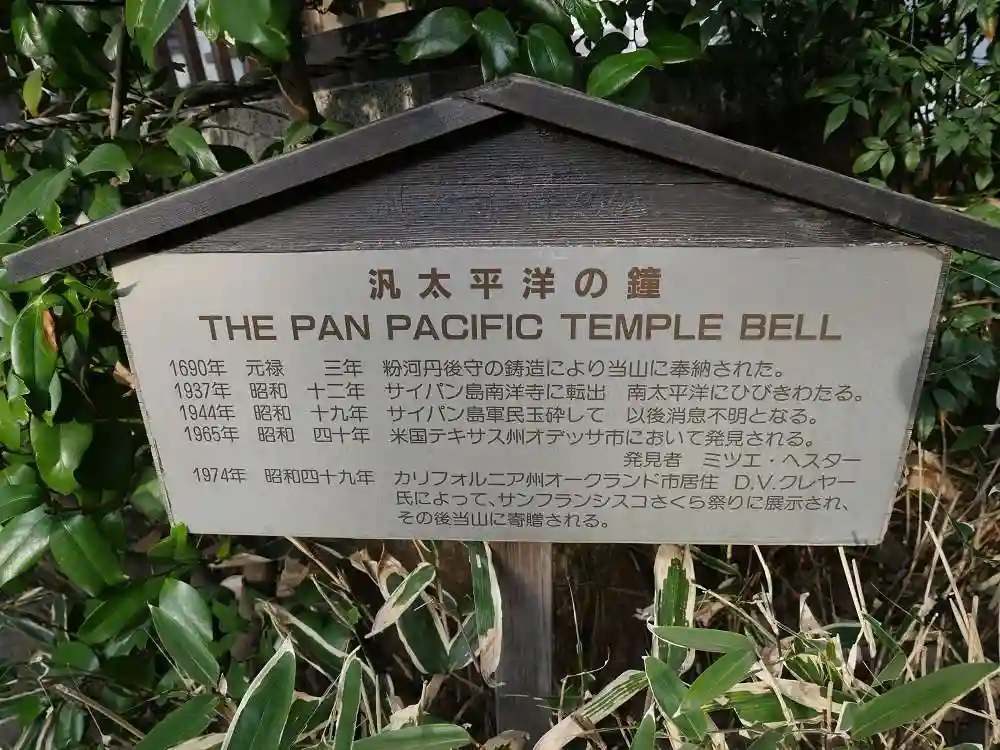 汎太平洋の鐘
THE PAN PACIFIC TEMPLE BELL
1690年 元禄 三年 粉河丹後守の鋳造により当山に奉納された。
1937年 昭和 十二年 サイパン島南洋寺に転出 南太平洋にひびきわたる。
1944年 昭和 十九年 サイパン島軍民玉砕して 以後消息不明となる。
1965年 昭和 四十年 米国テキサス州オデッサ市において発見される。
発見者 ミツエ・ヘスター
1974年 昭和四十九年 カリフォルニア州オークランド市居住 D.V.クレヤー
氏によって、サンフランシスコさくら祭りに展示され、
その後当山に寄贈される。